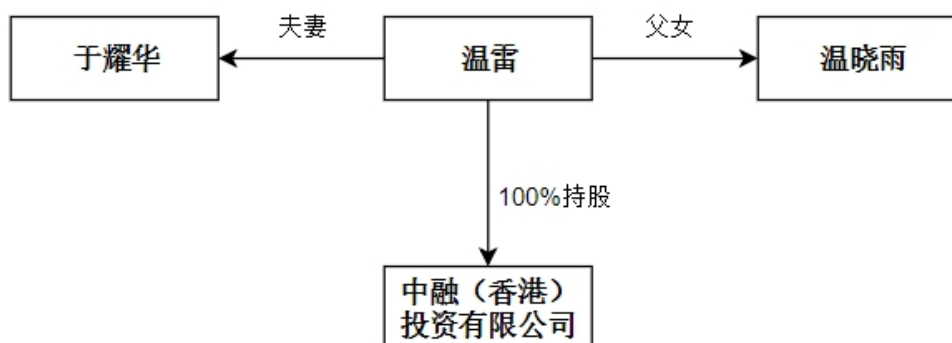 夫妻
父女
于耀华
温雷
温晓雨
100%持股
中融（香港）
投资有限公司